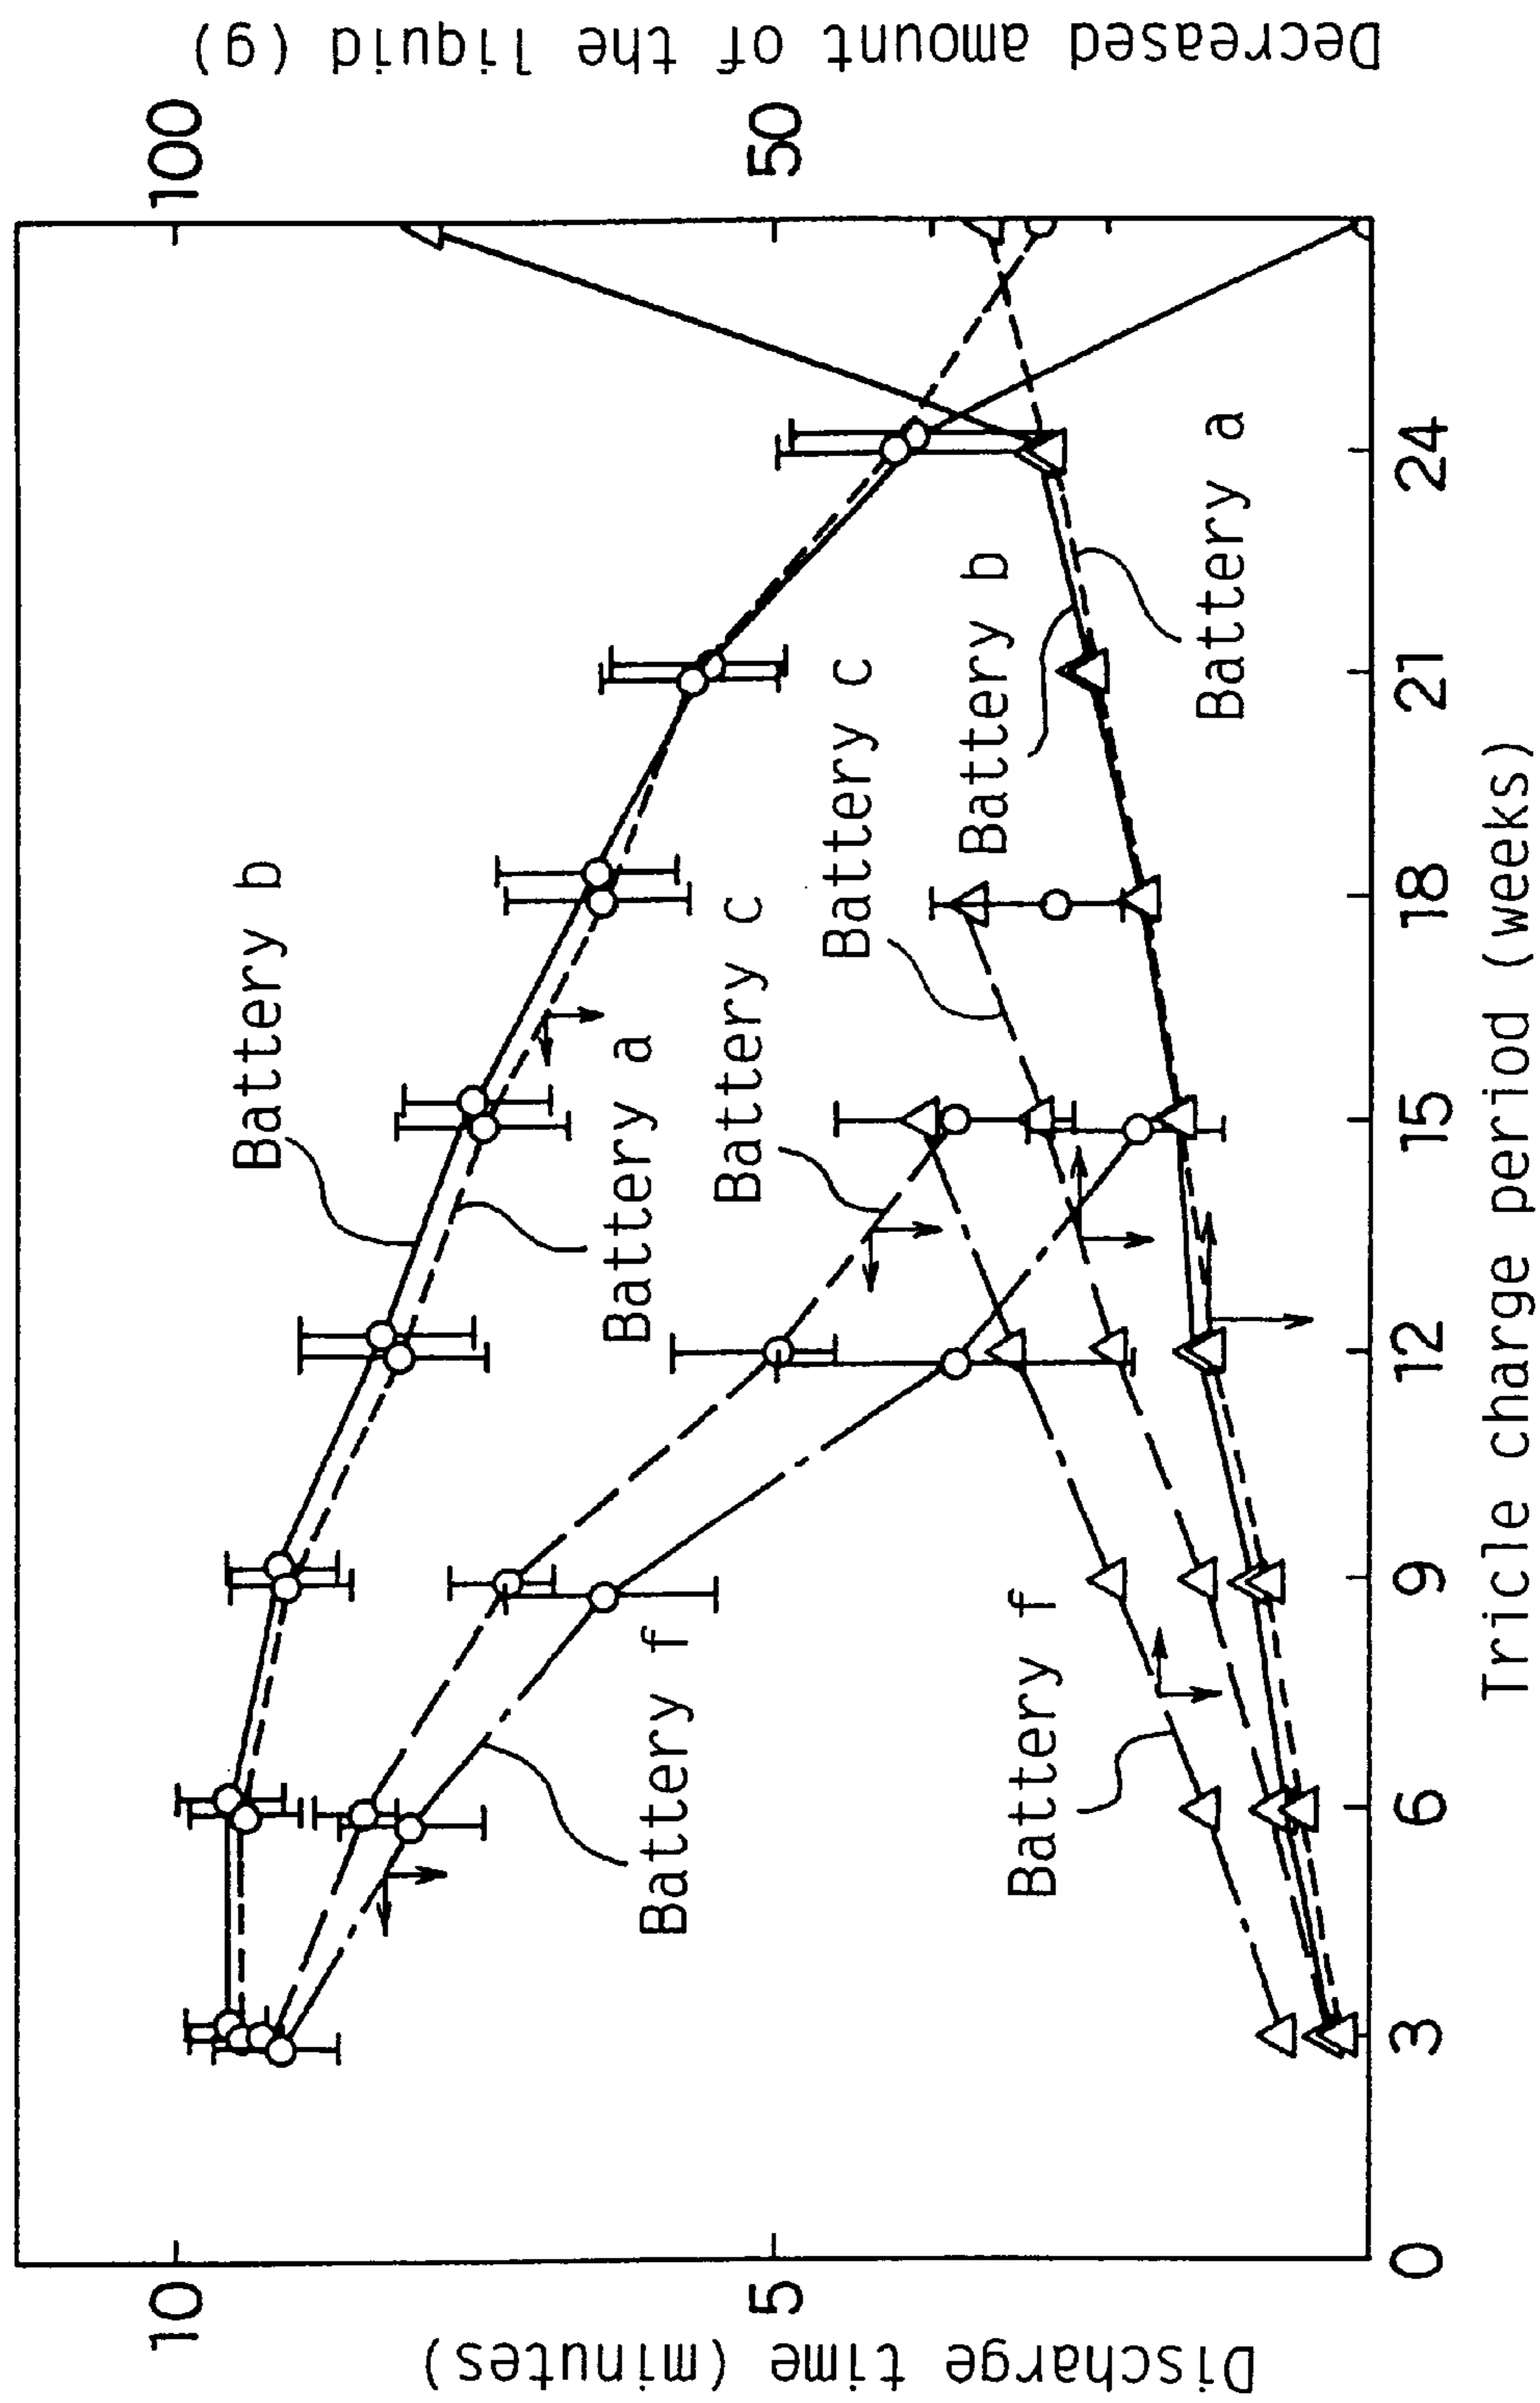 Discharge time (minutes)
10
5
Decreased amount of the liquid (g)
100
50
Battery b
Battery a
Battery c
Battery c
Battery b
Battery a
Battery f
Battery f
0
3
6
9
12
15
18
21
24
Tricle charge period (weeks)